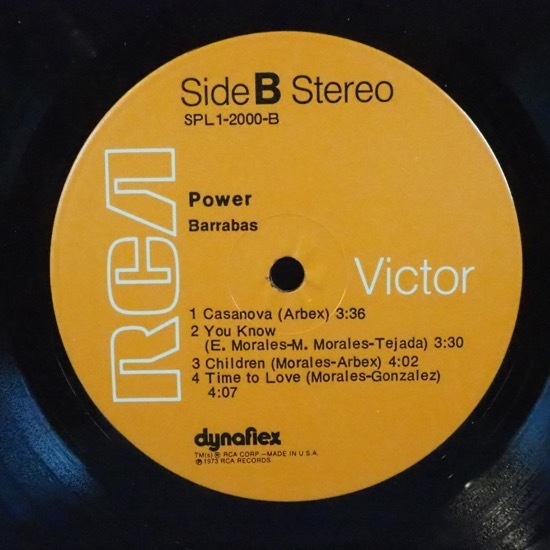 Side B Stereo
SPL1-2000-B
RCA
Power
Barrabas
Victor
1 Casanova (Arbex) 3:36
2 You Know
(E. Morales-M. Morales-Tejada) 3:30
3 Children (Morales-Arbex) 4:02
4 Time to Love (Morales-Gonzalez)
4:07
dynaflex
TM(s) ® RCA CORP.—MADE IN U.S.A.
℗ 1973 RCA RECORDS